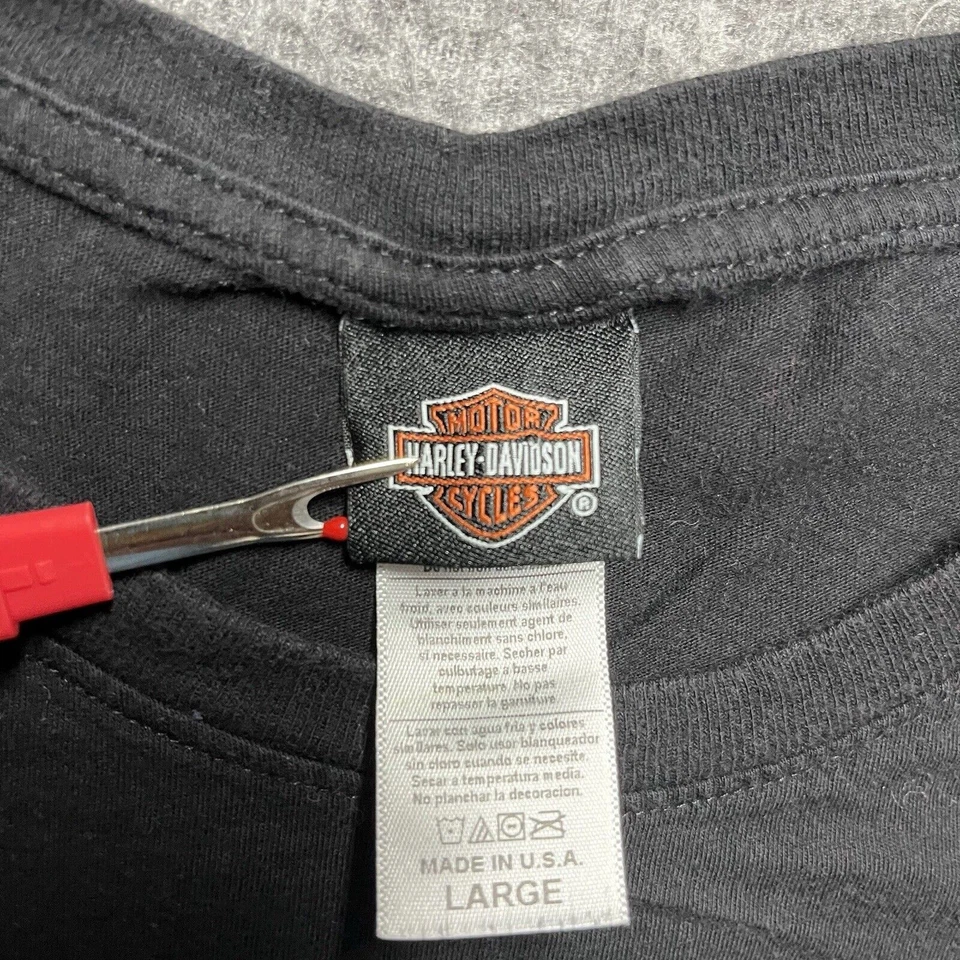 MOTOR
HARLEY-DAVIDSON
CYCLES
®
Laver a la machine a l'eau
froid, avec couleurs similaires.
Utiliser seulement agent de
blanchiment sans chlore,
si necessaire. Secher par
culbutage a basse
temperature. No pas
repasser la garniture
Lavar con agua fria y colores
similares. Solo usar blanqueador
sin cloro cuando se necesite.
Secar a temperatura media.
No planchar la decoracion.
MADE IN U.S.A.
LARGE